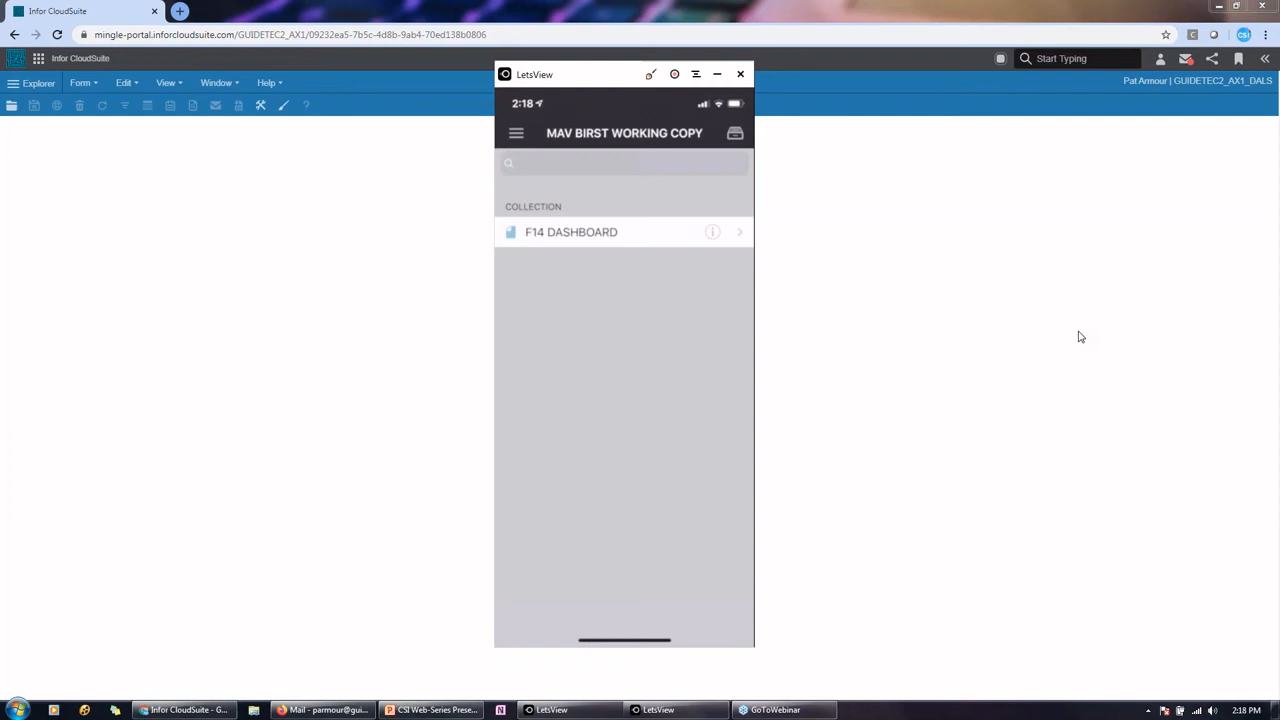 Infor CloudSuite
mingle-portal.inforcloudsuite.com/GUIDETEC2_AX1/09232ea5-7b5c-4d8b-9ab4-70ed138b0806
Infor CloudSuite
Start Typing
Explorer Form Edit View Window Help
Pat Armour | GUIDETEC2_AX1_DALS
LetsView
2:18
MAV BIRST WORKING COPY
COLLECTION
F14 DASHBOARD
Infor CloudSuite - G...
Mail - parmour@gui...
CSI Web-Series Prese...
LetsView
LetsView
GoToWebinar
2:18 PM